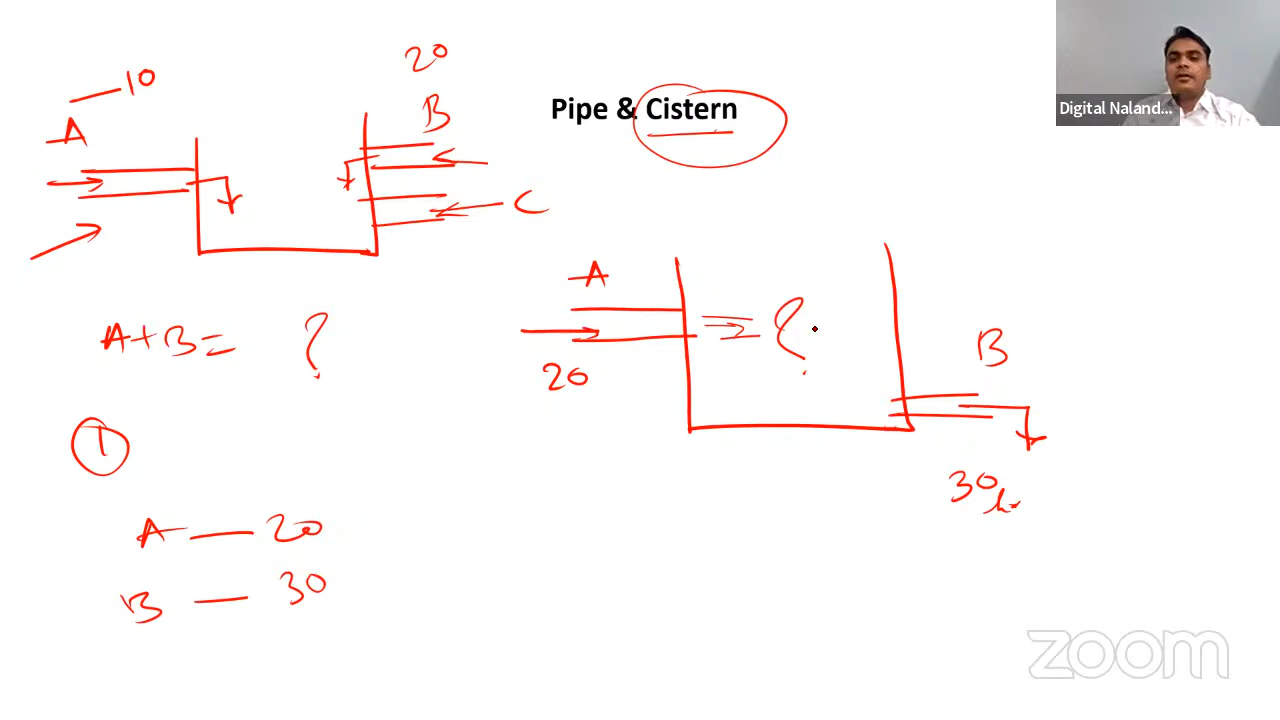 Pipe & Cistern
Digital Naland...
10
A
20
B
C
A+B= ?
1
A — 20
B — 30
A
20
?
B
30
zoom